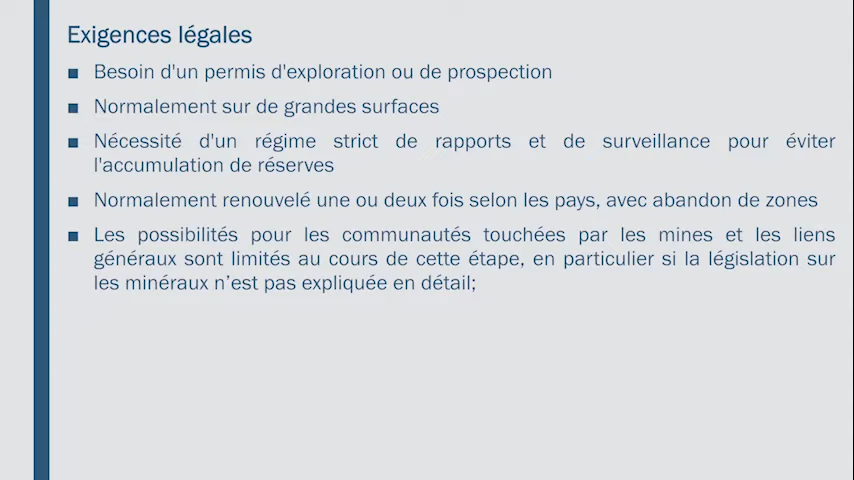 Exigences légales
■ Besoin d'un permis d'exploration ou de prospection
■ Normalement sur de grandes surfaces
■ Nécessité d'un régime strict de rapports et de surveillance pour éviter
l'accumulation de réserves
■ Normalement renouvelé une ou deux fois selon les pays, avec abandon de zones
■ Les possibilités pour les communautés touchées par les mines et les liens
généraux sont limités au cours de cette étape, en particulier si la législation sur
les minéraux n’est pas expliquée en détail;